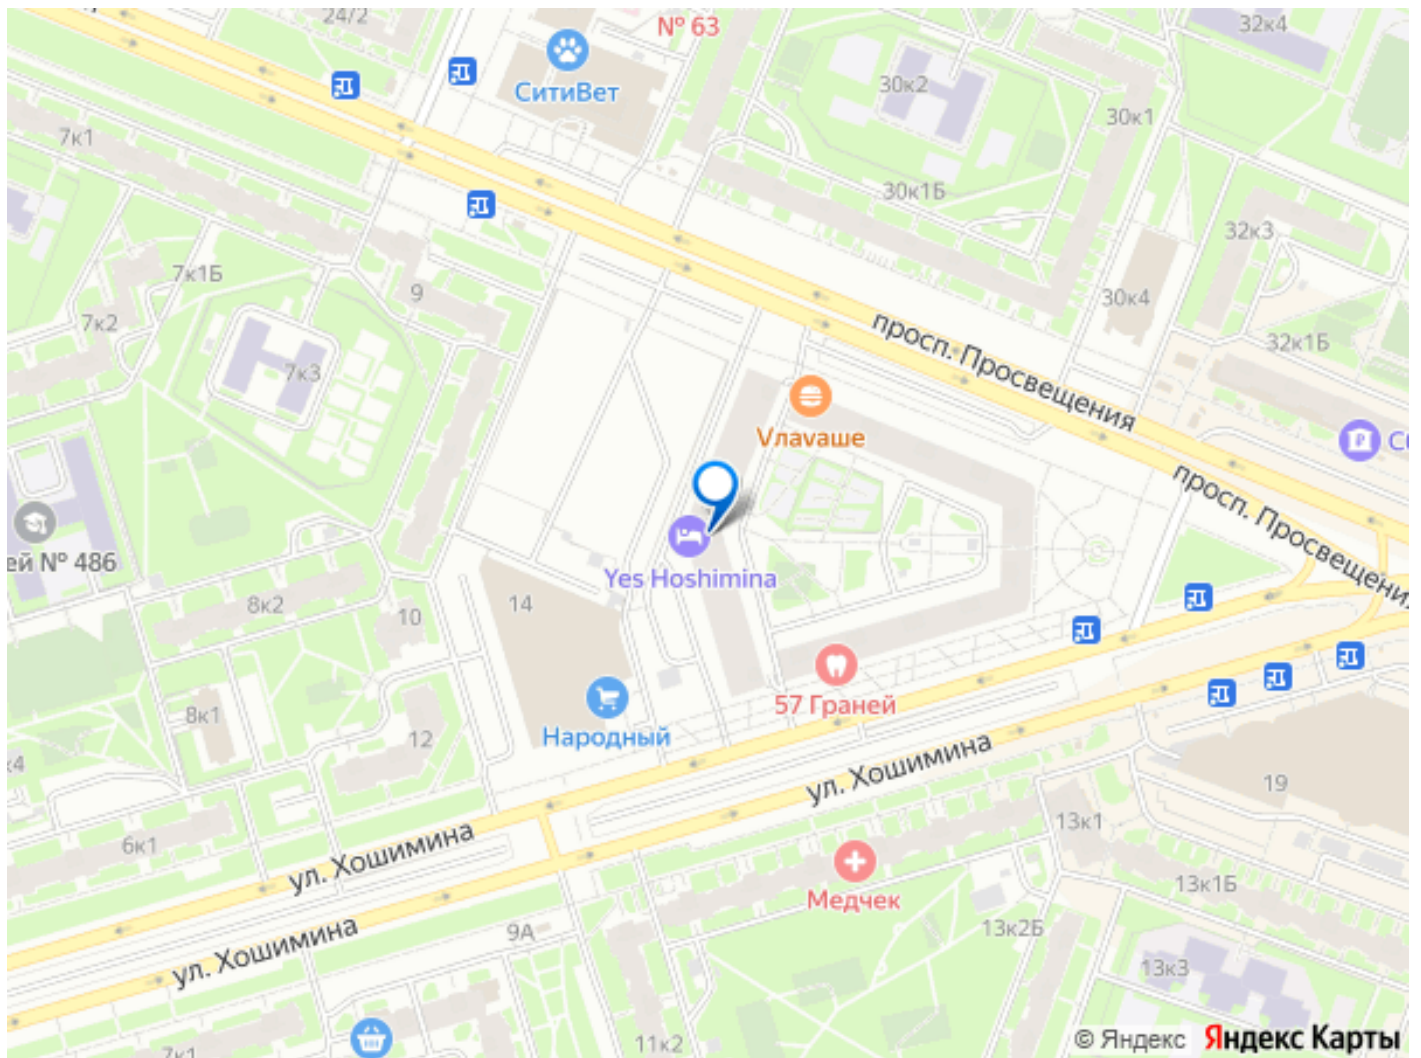 24/2
№ 63
32к4
СитиВет
30к2
30к1
7к1
30к1Б
32к3
7к1Б
9
30к4
7к2
просп. Просвещения
32к1Б
7к3
Vлаvаше
просп. Просвещения
ей № 486
Yes Hoshimina
8к2
14
10
57 Граней
8к1
Народный
12
ул. Хошимина
19
13к1
6к1
ул. Хошимина
Медчек
13к1Б
9А
13к2Б
ул. Хошимина
13к3
11к2
7к1
© Яндекс Яндекс Карты